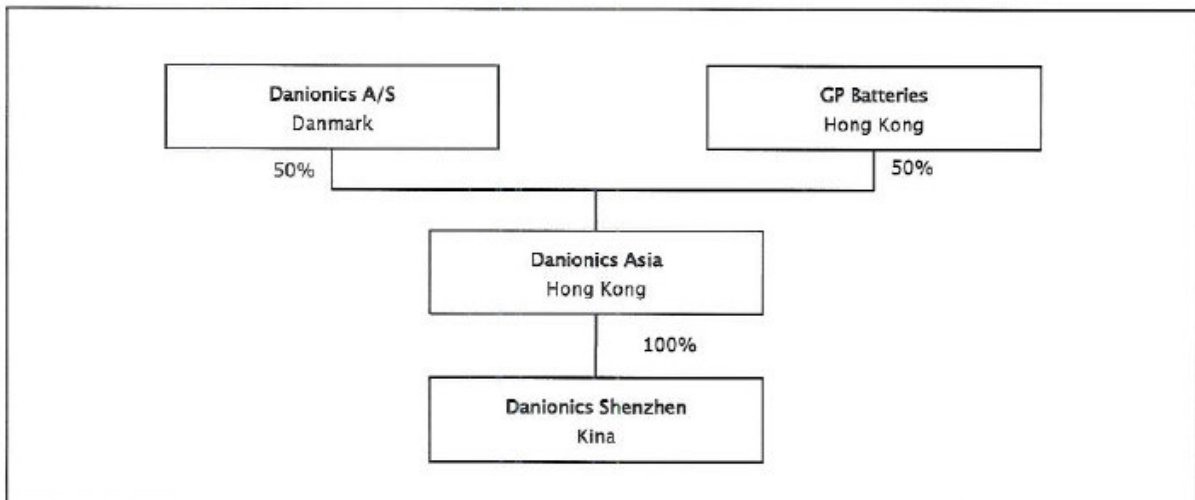 Danionics A/S
Danmark
GP Batteries
Hong Kong
50%
50%
Danionics Asia
Hong Kong
100%
Danionics Shenzhen
Kina